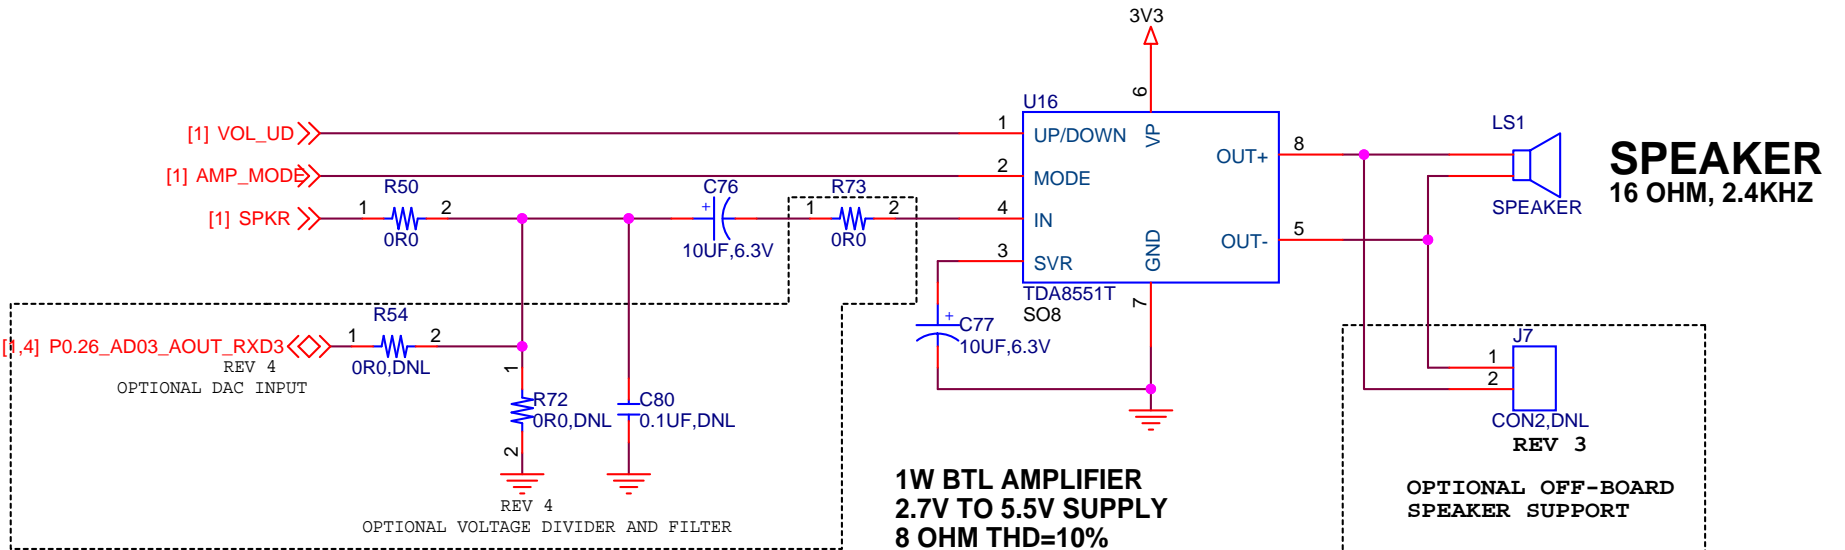 3V3
6
U16
[1] VOL_UD
1
UP/DOWN
VP
LS1
OUT+
8
SPEAKER
16 OHM, 2.4KHZ
[1] AMP_MODE
2
MODE
R50
C76
R73
[1] SPKR
1
2
+
1
2
4
IN
SPEAKER
0R0
10UF,6.3V
0R0
OUT-
5
GND
3
SVR
TDA8551T
SO8
7
R54
[1,4] P0.26_AD03_AOUT_RXD3
1
2
0R0,DNL
REV 4
OPTIONAL DAC INPUT
+
C77
10UF,6.3V
J7
1
2
CON2,DNL
REV 3
1
R72
0R0,DNL
2
C80
0.1UF,DNL
REV 4
OPTIONAL VOLTAGE DIVIDER AND FILTER
1W BTL AMPLIFIER
2.7V TO 5.5V SUPPLY
8 OHM THD=10%
OPTIONAL OFF-BOARD
SPEAKER SUPPORT